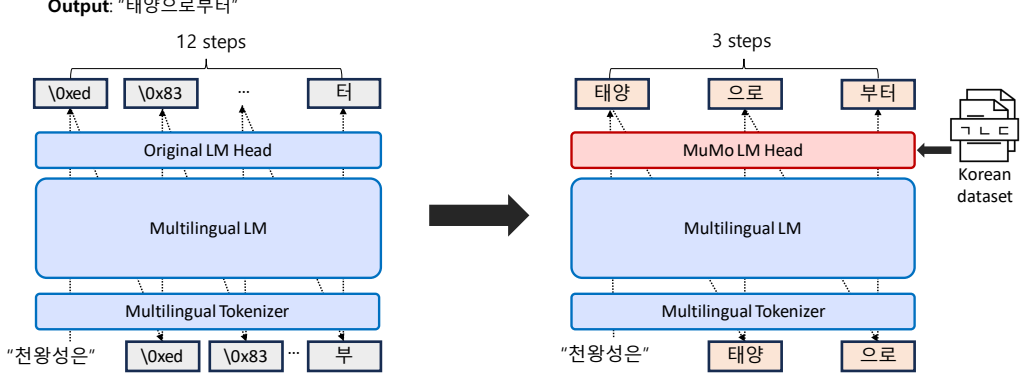 Output: "태양으로부터"
12 steps
\0xed
\0x83
...
터
Original LM Head
Multilingual LM
Multilingual Tokenizer
"천왕성은"
\0xed
\0x83
...
부
3 steps
태양
으로
부터
MuMo LM Head
ㄱㄴㄷ
Korean
dataset
Multilingual LM
Multilingual Tokenizer
"천왕성은"
태양
으로